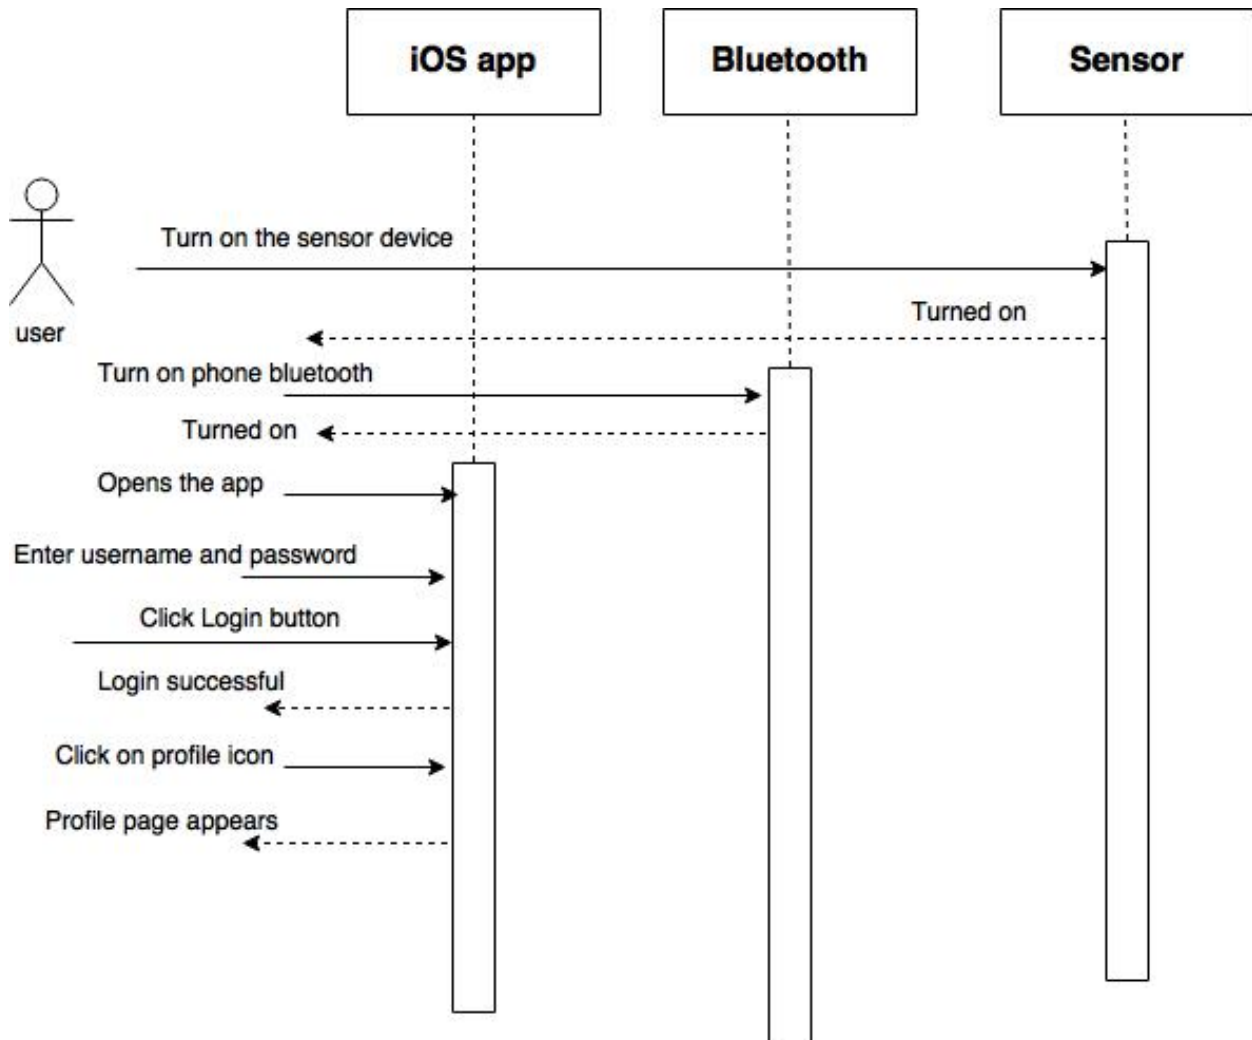 iOS app
Bluetooth
Sensor
Turn on the sensor device
user
Turned on
Turn on phone bluetooth
Turned on
Opens the app
Enter username and password
Click Login button
Login successful
Click on profile icon
Profile page appears